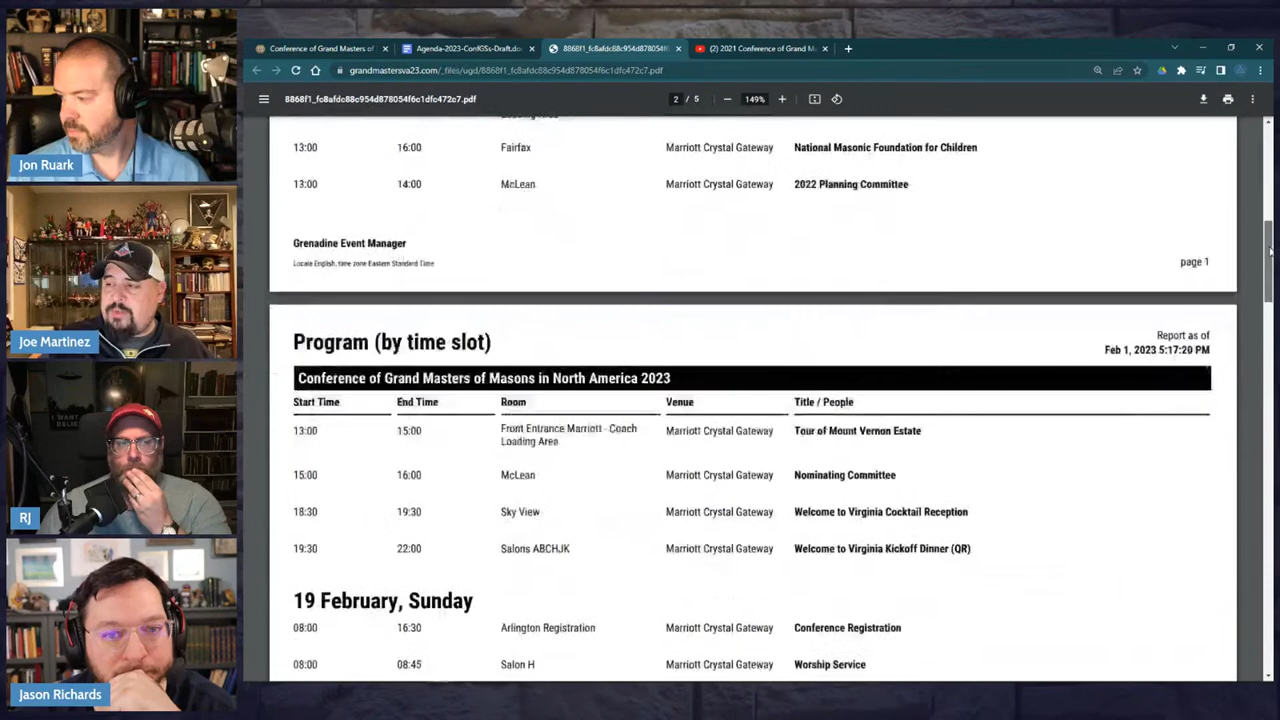 Jon Ruark
Joe Martinez
I WANT
RJ
Jason Richards
Conference of Grand Masters of
Agenda-2023-ConfGSs-Draft.do
8868f1_fc8afdc88c954d878054f6
(2) 2021 Conference of Grand M
grandmastersva23.com/_files/ugd/8868f1_fc8afdc88c954d878054f6c1dfc472c7.pdf
8868f1_fc8afdc88c954d878054f6c1dfc472c7.pdf
2 / 5
149%
13:00 16:00 Fairfax Marriott Crystal Gateway National Masonic Foundation for Children
13:00 14:00 McLean Marriott Crystal Gateway 2022 Planning Committee
Grenadine Event Manager
Locale English, time zone Eastern Standard Time
page 1
Program (by time slot)
Report as of
Feb 1, 2023 5:17:20 PM
Conference of Grand Masters of Masons in North America 2023
Start Time End Time Room Venue Title / People
13:00 15:00 Front Entrance Marriott - Coach Marriott Crystal Gateway Tour of Mount Vernon Estate
Loading Area
15:00 16:00 McLean Marriott Crystal Gateway Nominating Committee
18:30 19:30 Sky View Marriott Crystal Gateway Welcome to Virginia Cocktail Reception
19:30 22:00 Salons ABCHJK Marriott Crystal Gateway Welcome to Virginia Kickoff Dinner (QR)
19 February, Sunday
08:00 16:30 Arlington Registration Marriott Crystal Gateway Conference Registration
08:00 08:45 Salon H Marriott Crystal Gateway Worship Service